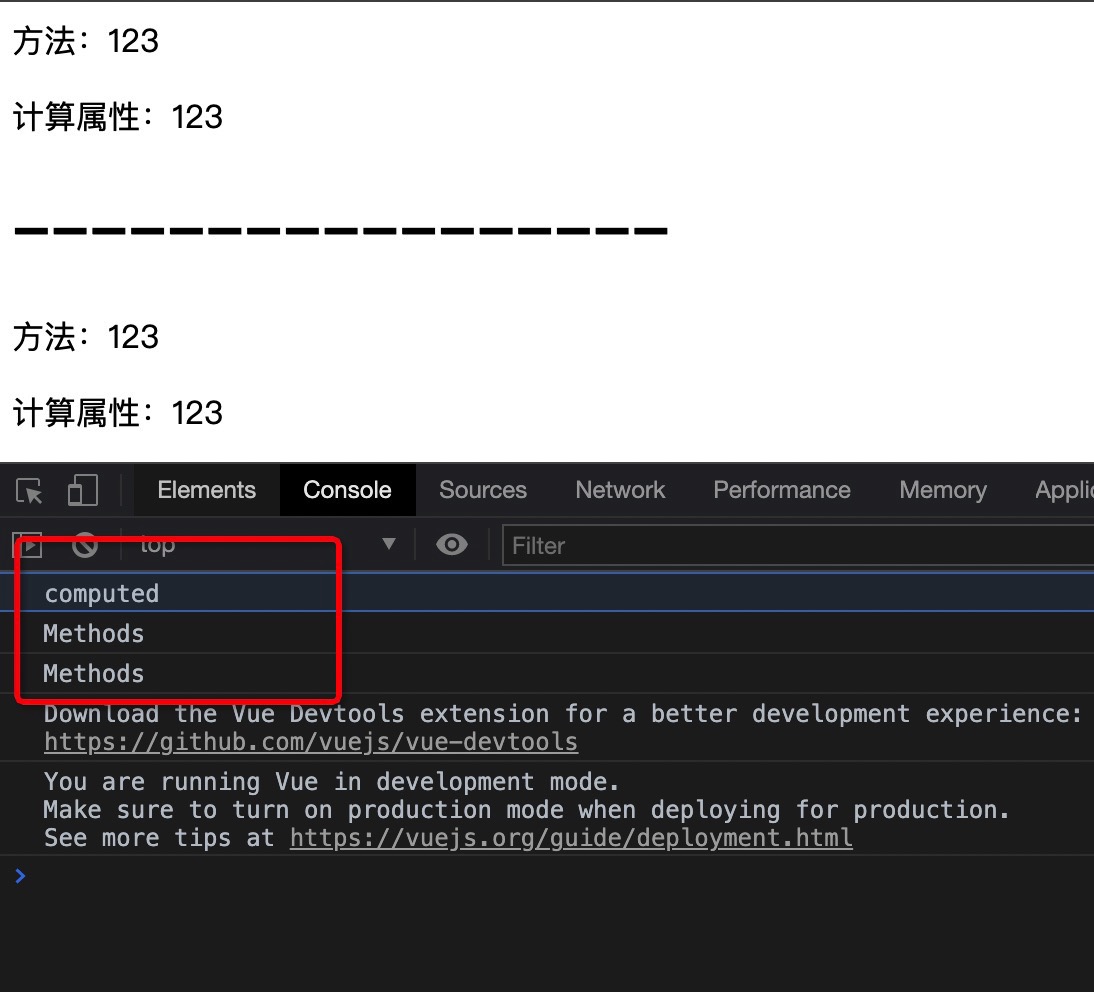 方法：123
计算属性：123
—————————————————
方法：123
计算属性：123
Elements Console Sources Network Performance Memory Applic
top Filter
computed
Methods
Methods
Download the Vue Devtools extension for a better development experience:
https://github.com/vuejs/vue-devtools
You are running Vue in development mode.
Make sure to turn on production mode when deploying for production.
See more tips at https://vuejs.org/guide/deployment.html